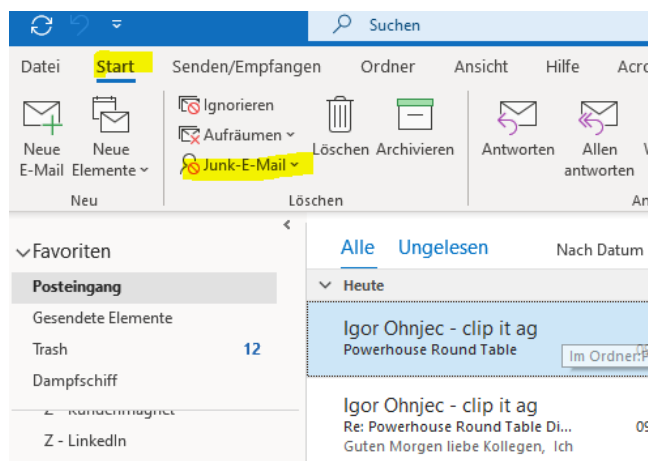 Suchen
Datei Start Senden/Empfangen Ordner Ansicht Hilfe Acro
Ignorieren
Aufräumen
Junk-E-Mail
Neue E-Mail
Neue Elemente
Löschen Archivieren
Antworten
Allen antworten
Neu
Löschen
An
Favoriten
Posteingang
Gesendete Elemente
Trash 12
Dampfschiff
Z - LinkedIn
Alle Ungelesen Nach Datum
Heute
Igor Ohnjec - clip it ag
Powerhouse Round Table
Im Ordner:
Igor Ohnjec - clip it ag
Re: Powerhouse Round Table Di... 09
Guten Morgen liebe Kollegen, Ich